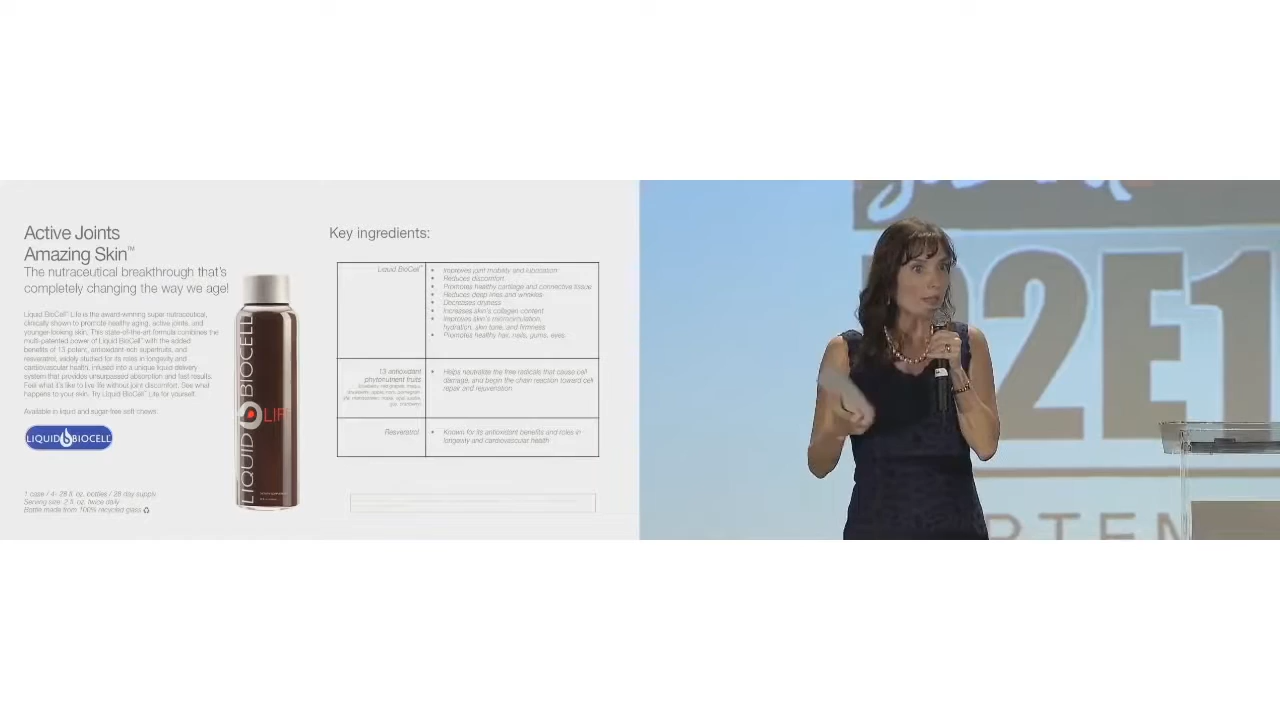 Active Joints
Amazing Skin™
The nutraceutical breakthrough that's
completely changing the way we age!
Liquid BioCell™ Life is the award-winning super nutraceutical,
clinically shown to promote healthy aging, active joints, and
younger-looking skin. This state-of-the-art formula combines the
multi-patented power of Liquid BioCell™ with the added
benefits of 13 potent, antioxidant-rich superfruits, and
resveratrol, widely studied for its roles in longevity and
cardiovascular health, infused into a unique liquid delivery
system that provides unsurpassed absorption and fast results.
Feel what it's like to live life without joint discomfort. See what
happens to your skin. Try Liquid BioCell™ Life for yourself.
Available in liquid and sugar-free soft chews.
LIQUID BIOCELL
1 case / 4- 28 fl. oz. bottles / 28 day supply
Serving size: 2 fl. oz. twice daily
Bottle made from 100% recycled glass
LIQUID BIOCELL
LIF
Key ingredients:
Liquid BioCell™
• Improves joint mobility and lubrication
• Reduces discomfort
• Promotes healthy cartilage and connective tissue
• Reduces deep lines and wrinkles
• Decreases dryness
• Increases skin's collagen content
• Improves skin's microcirculation,
hydration, skin tone, and firmness
• Promotes healthy hair, nails, gums, eyes
13 antioxidant
phytonutrient fruits
• Helps neutralize the free radicals that cause cell
damage, and begin the chain reaction toward cell
repair and rejuvenation.
Resveratrol
• Known for its antioxidant benefits and roles in
longevity and cardiovascular health
2E1
PTEM